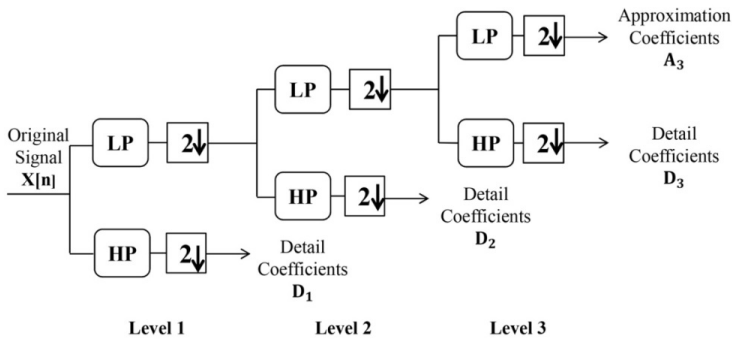 LP
2↓
Approximation
Coefficients
A₃
LP
2↓
Original
Signal
X[n]
LP
2↓
HP
2↓
Detail
Coefficients
D₃
HP
2↓
Detail
Coefficients
D₂
HP
2↓
Detail
Coefficients
D₁
Level 1
Level 2
Level 3